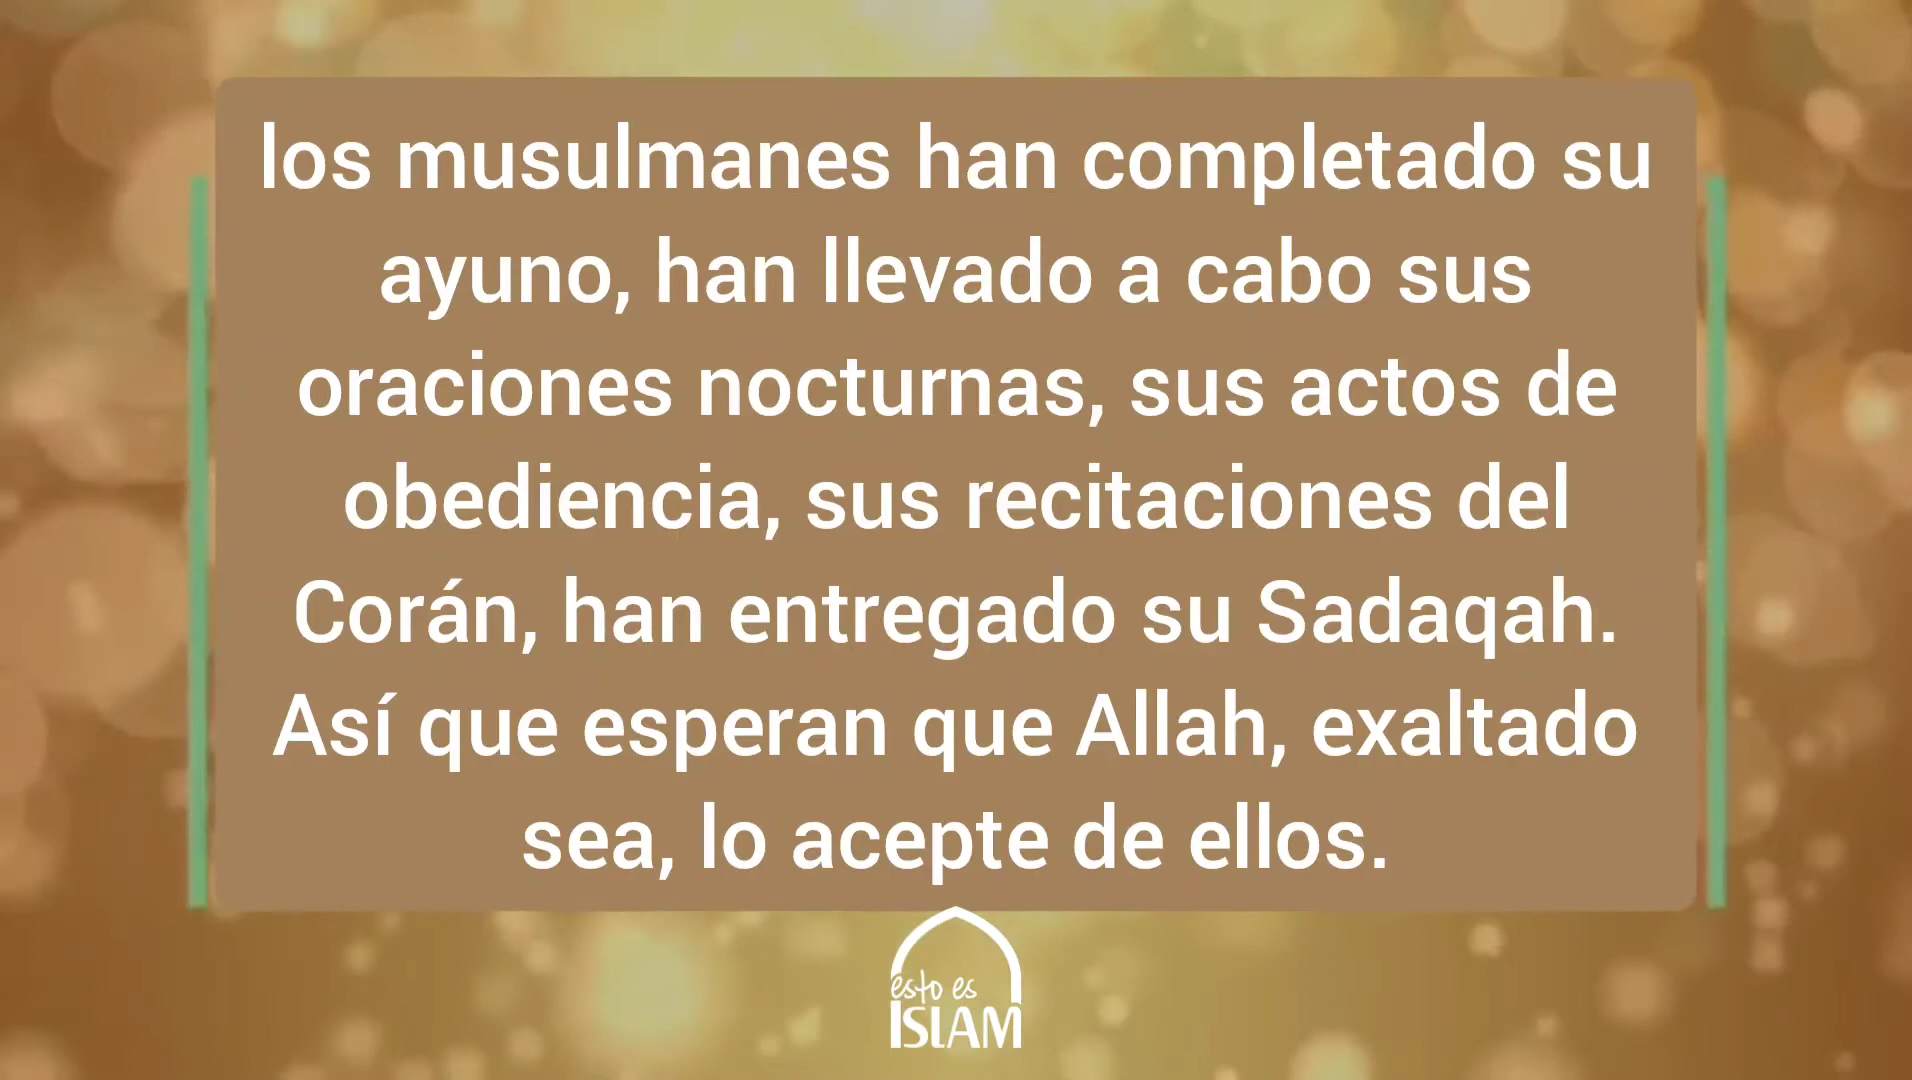 los musulmanes han completado su
ayuno, han llevado a cabo sus
oraciones nocturnas, sus actos de
obediencia, sus recitaciones del
Corán, han entregado su Sadaqah.
Así que esperan que Allah, exaltado
sea, lo acepte de ellos.
esto es
ISLAM